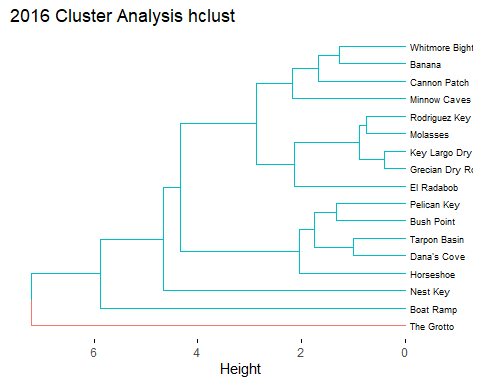 2016 Cluster Analysis hclust
Whitmore Bight
Banana
Cannon Patch
Minnow Caves
Rodriguez Key
Molasses
Key Largo Dry
Grecian Dry Ro
El Radabob
Pelican Key
Bush Point
Tarpon Basin
Dana's Cove
Horseshoe
Nest Key
Boat Ramp
The Grotto
6 4 2 0
Height